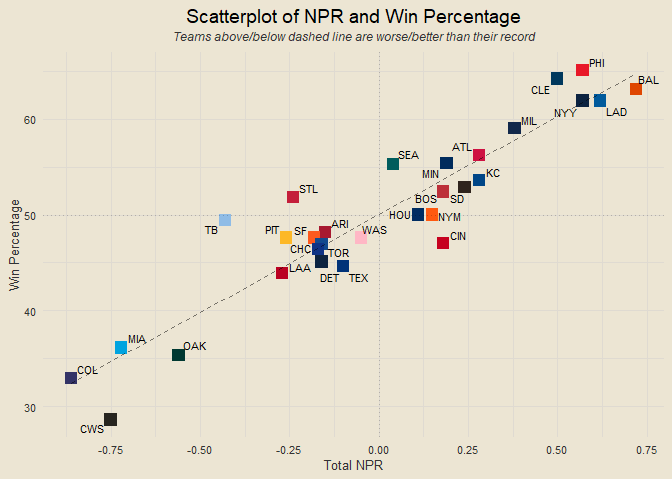 Scatterplot of NPR and Win Percentage
Teams above/below dashed line are worse/better than their record
PHI
CLE
BAL
NYY
LAD
60
MIL
SEA
ATL
MIN
KC
STL
BOS
SD
50
HOU
NYM
TB
PIT
SF
ARI
WAS
CIN
CHC
TOR
LAA
DET
TEX
Win Percentage
40
MIA
OAK
COL
30
CWS
-0.75
-0.50
-0.25
0.00
0.25
0.50
0.75
Total NPR